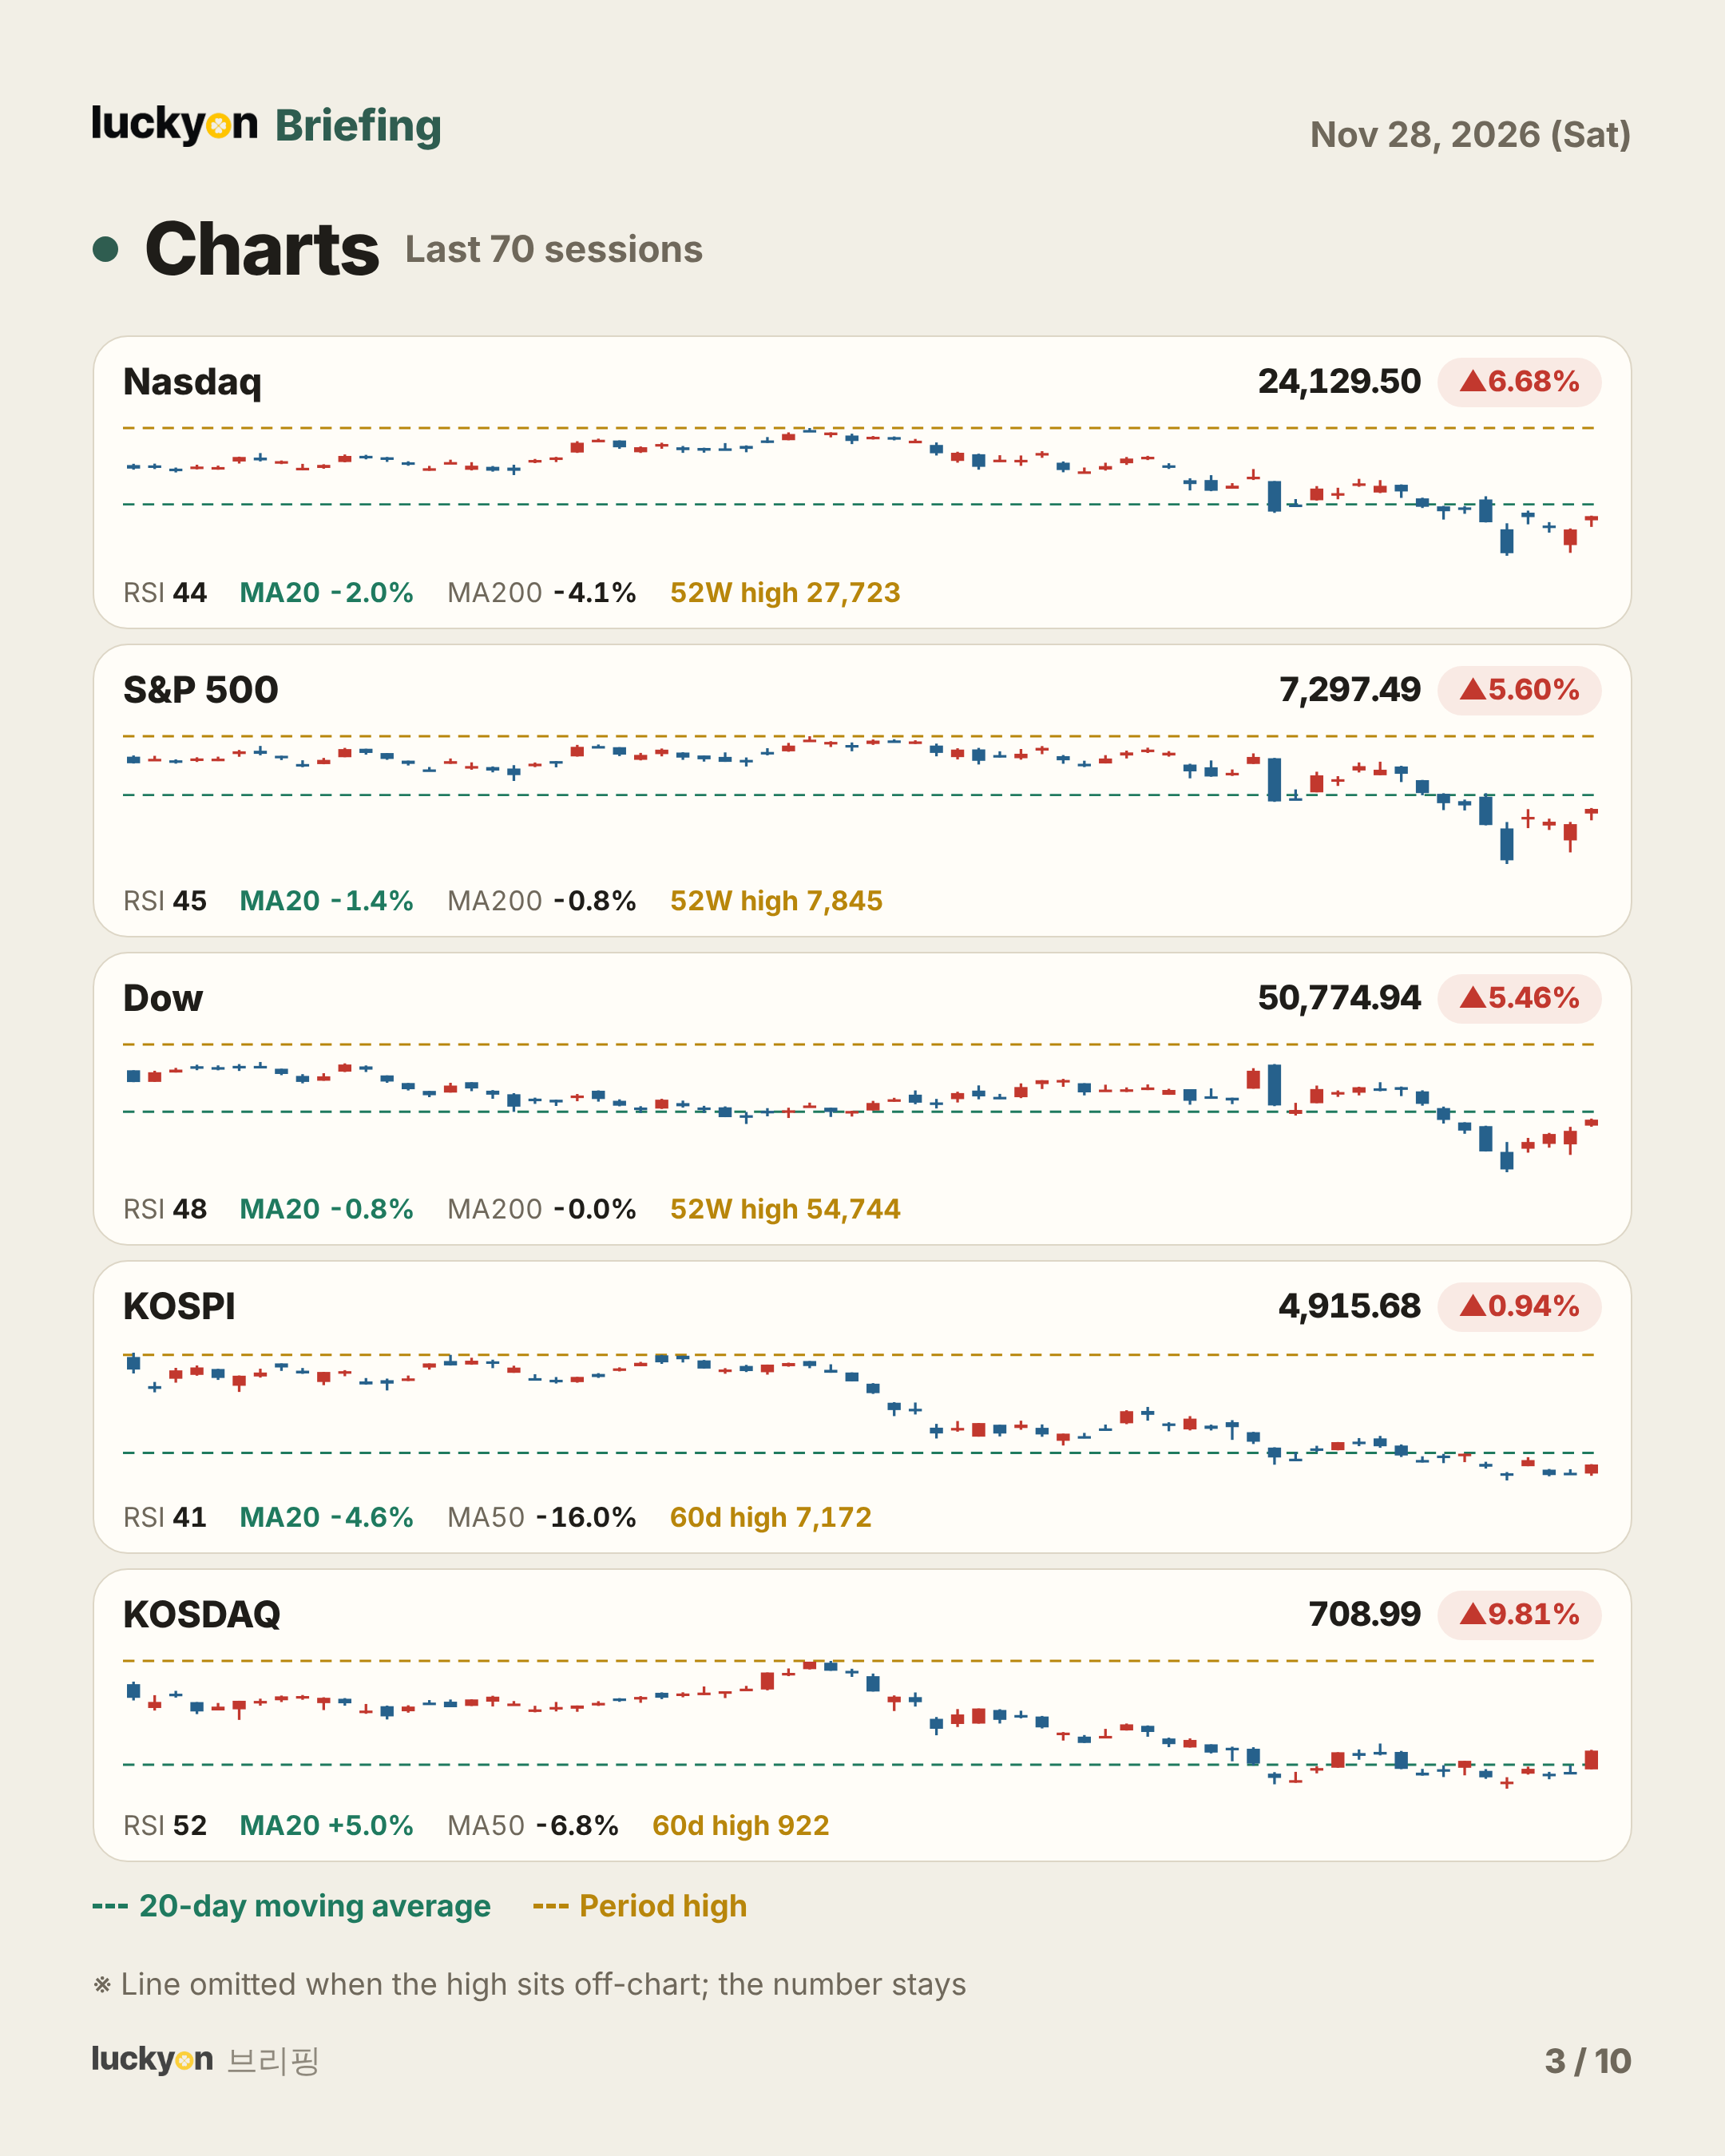 luckyon Briefing
Nov 28, 2026 (Sat)
Charts Last 70 sessions
Nasdaq 24,129.50 ▲6.68%
RSI 44 MA20 -2.0% MA200 -4.1% 52W high 27,723
S&P 500 7,297.49 ▲5.60%
RSI 45 MA20 -1.4% MA200 -0.8% 52W high 7,845
Dow 50,774.94 ▲5.46%
RSI 48 MA20 -0.8% MA200 -0.0% 52W high 54,744
KOSPI 4,915.68 ▲0.94%
RSI 41 MA20 -4.6% MA50 -16.0% 60d high 7,172
KOSDAQ 708.99 ▲9.81%
RSI 52 MA20 +5.0% MA50 -6.8% 60d high 922
--- 20-day moving average --- Period high
※ Line omitted when the high sits off-chart; the number stays
luckyon 브리핑
3 / 10